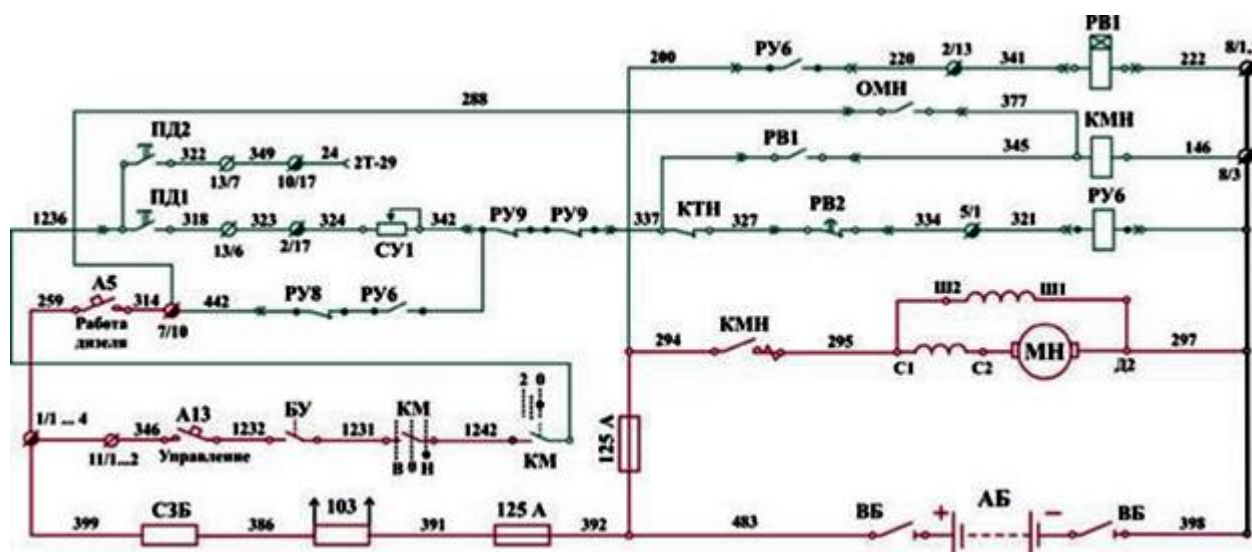 РВ1
200 РУ6 220 2/13 341 222 8/1.
ОМН
288 377 КМН
ПД2
322 349 24 2Т-29 РВ1 345 146
13/7 10/17 8/3
ПД1 РУ6
1236 318 323 324 342 РУ9 РУ9 337 КТН 327 РВ2 334 5/1 321
13/6 2/17 СУ1
А5
259 314 442 РУ8 РУ6 Ш2 Ш1
Работа дизеля 7/10
КМН
294 295 МН 297
С1 С2 Д2
2 0
1/1 ... 4 А13 БУ КМ
346 1232 1231 1242 125 А
11/1...2 Управление В 0 Н КМ
СЗБ 103 125 А АБ
399 386 391 392 483 ВБ + − ВБ 398